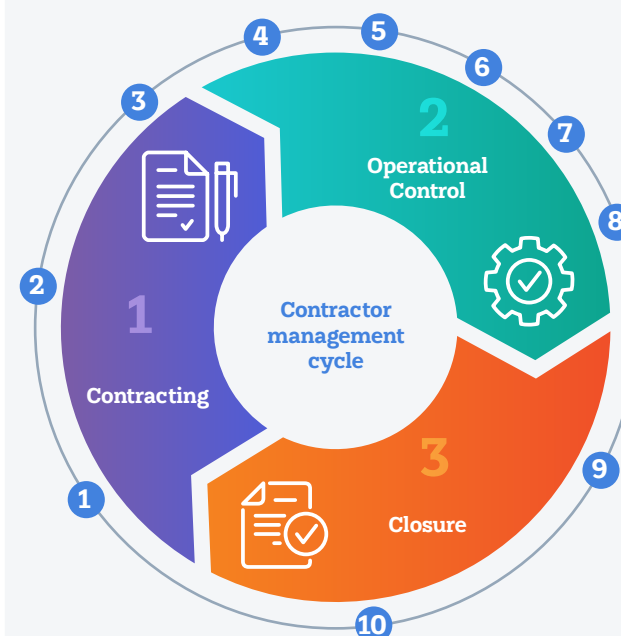 4
5
6
3
2
7
Operational
Control
8
2
1
Contractor
management
cycle
Contracting
3
9
1
Closure
10